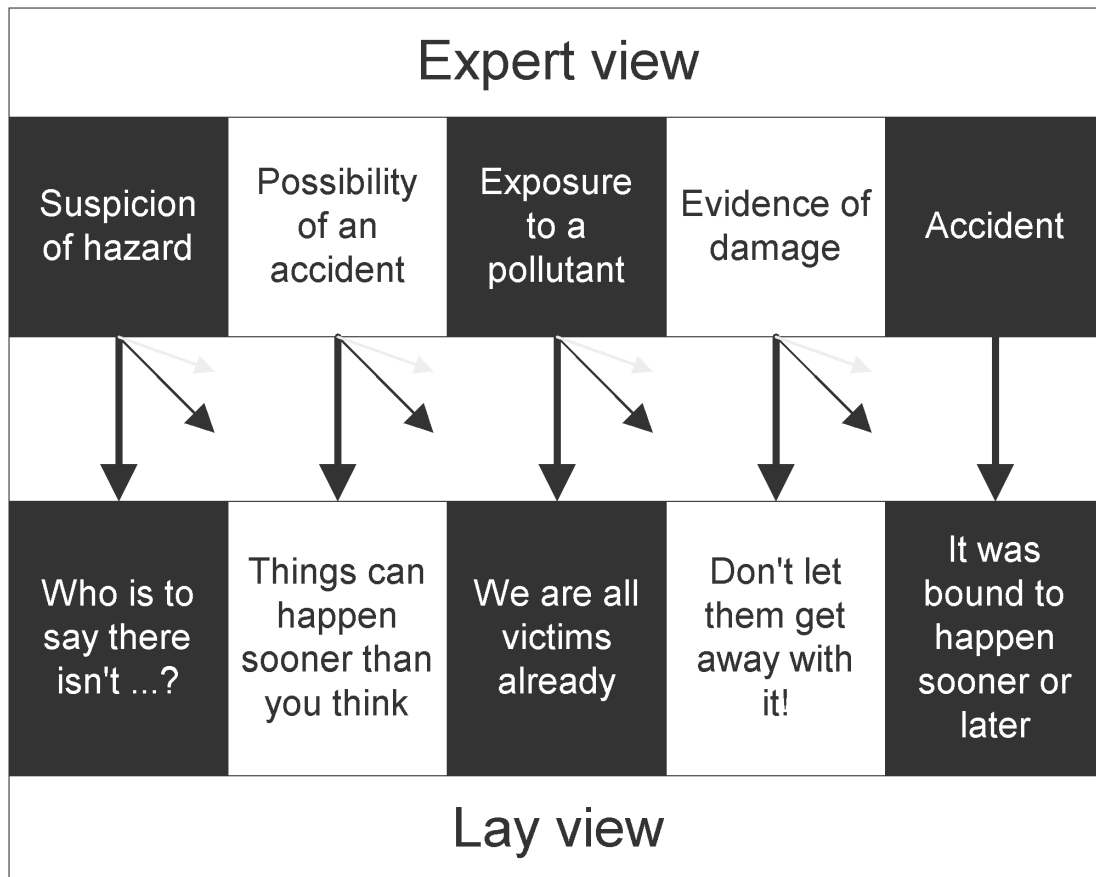 Expert view
Suspicion
of hazard
Possibility
of an
accident
Exposure
to a
pollutant
Evidence of
damage
Accident
Who is to
say there
isn't ...?
Things can
happen
sooner than
you think
We are all
victims
already
Don't let
them get
away with
it!
It was
bound to
happen
sooner or
later
Lay view